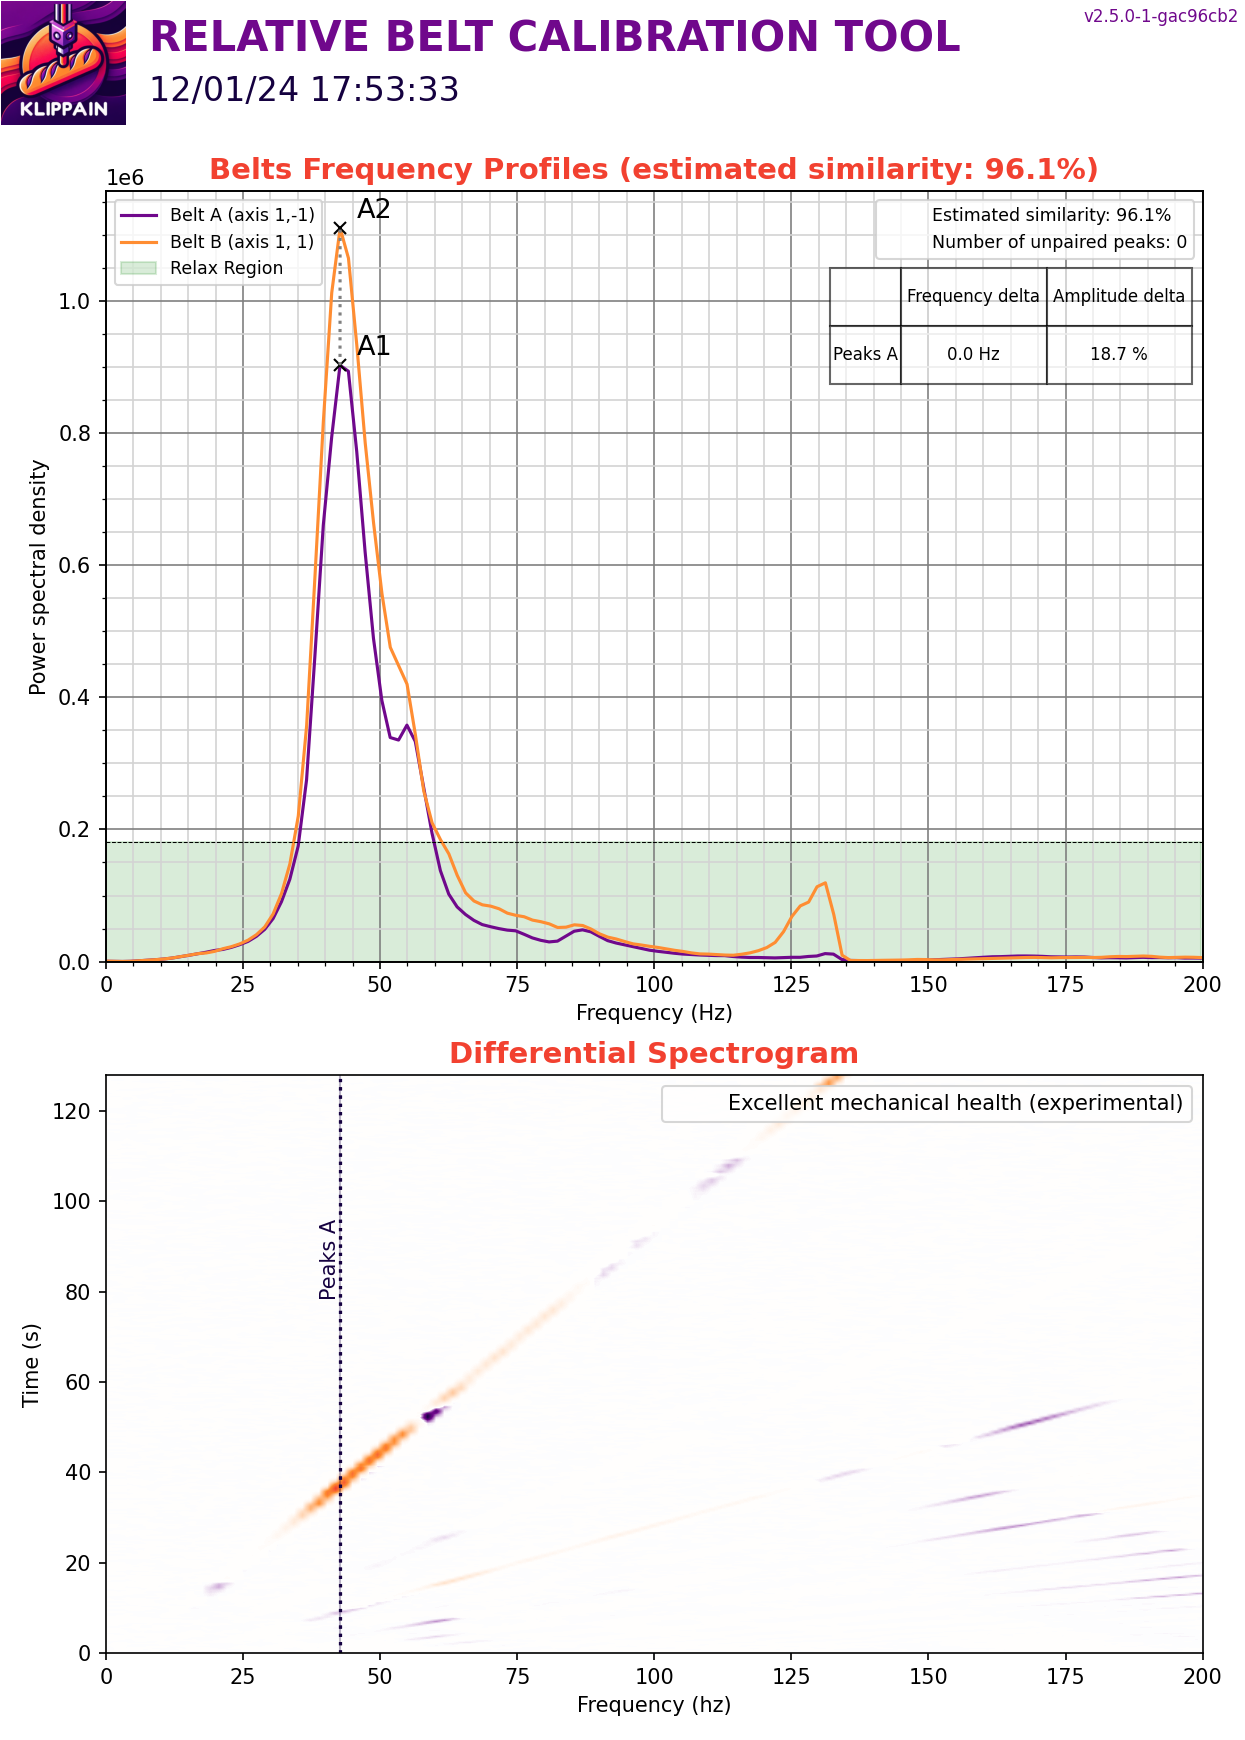 v2.5.0-1-gac96cb2
RELATIVE BELT CALIBRATION TOOL
12/01/24 17:53:33
KLIPPAIN
Belts Frequency Profiles (estimated similarity: 96.1%)
1e6
Belt A (axis 1,-1)
Belt B (axis 1, 1)
Relax Region
A2
A1
Estimated similarity: 96.1%
Number of unpaired peaks: 0
Frequency delta Amplitude delta
Peaks A 0.0 Hz 18.7 %
Power spectral density
1.0
0.8
0.6
0.4
0.2
0.0
0 25 50 75 100 125 150 175 200
Frequency (Hz)
Differential Spectrogram
Excellent mechanical health (experimental)
Peaks A
Time (s)
120
100
80
60
40
20
0
0 25 50 75 100 125 150 175 200
Frequency (hz)